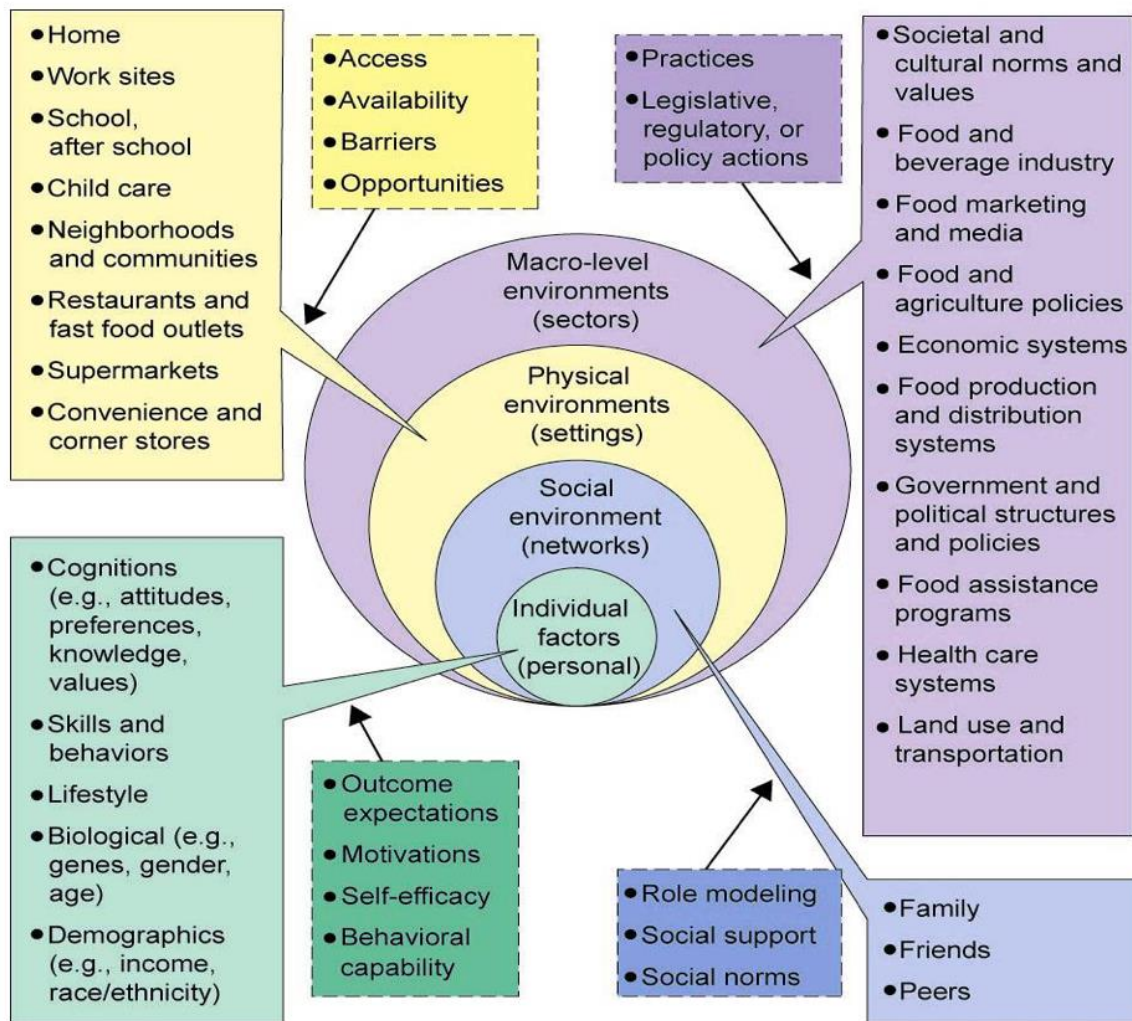 ● Home
● Work sites
● School,
after school
● Child care
● Neighborhoods
and communities
● Restaurants and
fast food outlets
● Supermarkets
● Convenience and
corner stores
● Access
● Availability
● Barriers
● Opportunities
● Practices
● Legislative,
regulatory, or
policy actions
● Societal and
cultural norms and
values
● Food and
beverage industry
● Food marketing
and media
● Food and
agriculture policies
● Economic systems
● Food production
and distribution
systems
● Government and
political structures
and policies
● Food assistance
programs
● Health care
systems
● Land use and
transportation
Macro-level
environments
(sectors)
Physical
environments
(settings)
Social
environment
(networks)
Individual
factors
(personal)
● Cognitions
(e.g., attitudes,
preferences,
knowledge,
values)
● Skills and
behaviors
● Lifestyle
● Biological (e.g.,
genes, gender,
age)
● Demographics
(e.g., income,
race/ethnicity)
● Outcome
expectations
● Motivations
● Self-efficacy
● Behavioral
capability
● Role modeling
● Social support
● Social norms
● Family
● Friends
● Peers